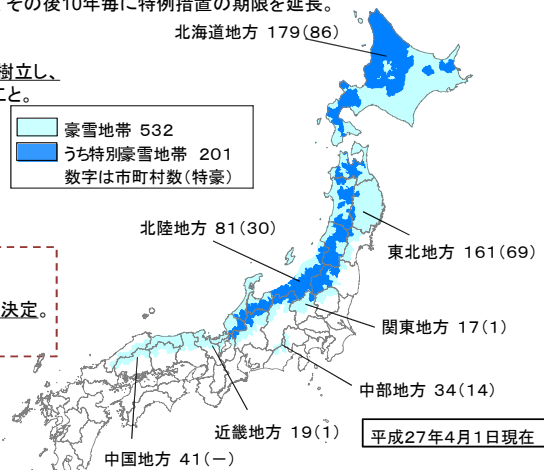 その後10年毎に特例措置の期限を延長。
北海道地方 179(86)
樹立し、
こと。
豪雪地帯 532
うち特別豪雪地帯 201
数字は市町村数(特豪)
北陸地方 81(30)
東北地方 161(69)
決定。
関東地方 17(1)
中部地方 34(14)
近畿地方 19(1)
平成27年4月1日現在
中国地方 41(-)